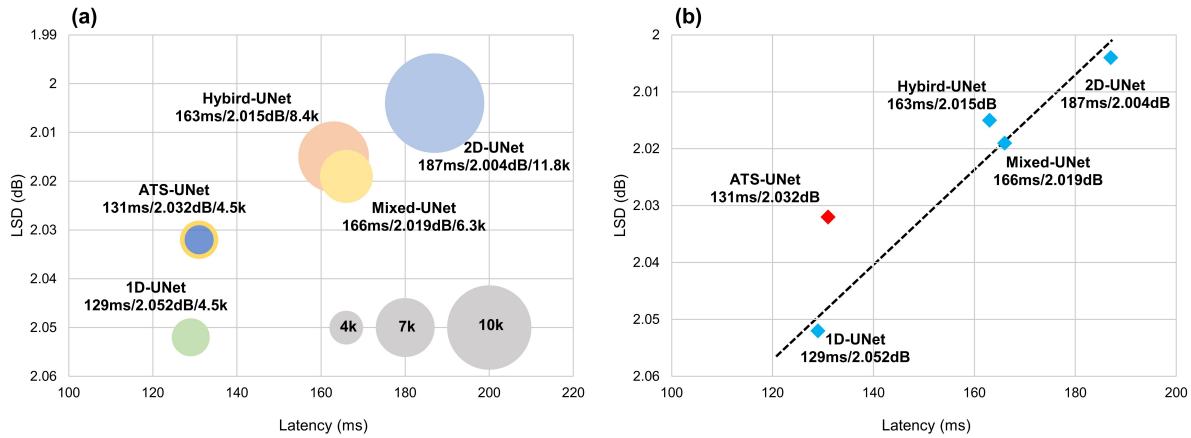 (a)
1.99
2
2.01
2.02
2.03
2.04
2.05
2.06
LSD (dB)
Hybird-UNet
163ms/2.015dB/8.4k
2D-UNet
187ms/2.004dB/11.8k
ATS-UNet
131ms/2.032dB/4.5k
Mixed-UNet
166ms/2.019dB/6.3k
1D-UNet
129ms/2.052dB/4.5k
4k
7k
10k
100
120
140
160
180
200
220
Latency (ms)
(b)
2
2.01
2.02
2.03
2.04
2.05
2.06
LSD (dB)
Hybird-UNet
163ms/2.015dB
2D-UNet
187ms/2.004dB
Mixed-UNet
166ms/2.019dB
ATS-UNet
131ms/2.032dB
1D-UNet
129ms/2.052dB
100
120
140
160
180
200
Latency (ms)